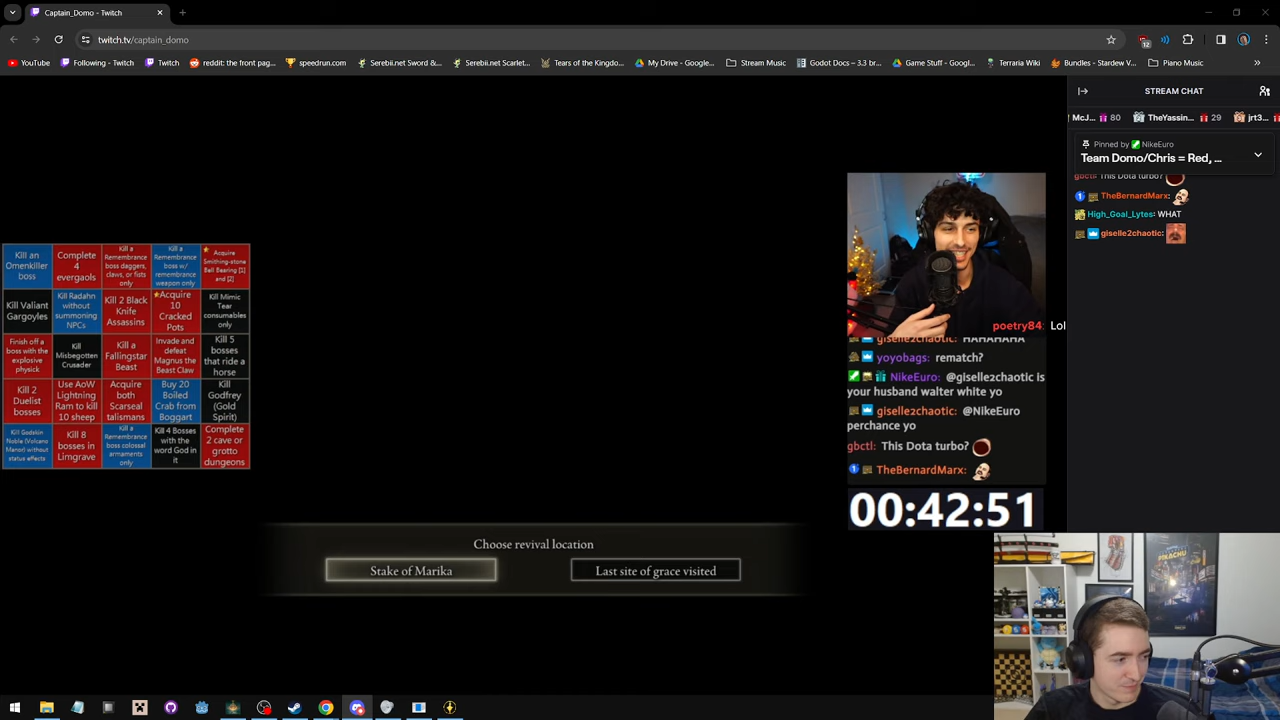 Captain_Domo - Twitch
twitch.tv/captain_domo
12
YouTube
Following - Twitch
Twitch
reddit: the front pag...
speedrun.com
Serebii.net Sword &...
Serebii.net Scarlet...
Tears of the Kingdo...
My Drive - Google...
Stream Music
Godot Docs – 3.3 br...
Game Stuff - Googl...
Terraria Wiki
Bundles - Stardew V...
Piano Music
STREAM CHAT
McJ... 80
TheYassin... 29
jrt3...
Pinned by NikeEuro
Team Domo/Chris = Red, ...
gbctl: This Dota turbo?
TheBernardMarx:
High_Goal_Lytes: WHAT
giselle2chaotic:
Kill an Omenkiller boss
Complete 4 evergaols
Kill a Remembrance boss daggers, claws, or fists only
Kill a Remembrance boss w/ remembrance weapon only
Acquire Smithing-stone Ball Bearing [1] and [2]
Kill Valiant Gargoyles
Kill Radahn without summoning NPCs
Kill 2 Black Knife Assassins
Acquire 10 Cracked Pots
Kill Mimic Tear consumables only
Finish off a boss with the explosive physick
Kill Misbegotten Crusader
Kill a Fallingstar Beast
Invade and defeat Magnus the Beast Claw
Kill 5 bosses that ride a horse
Kill 2 Duelist bosses
Use AoW Lightning Ram to kill 10 sheep
Acquire both Scarseal talismans
Buy 20 Boiled Crab from Boggart
Kill Godfrey (Gold Spirit)
Kill Godskin Noble (Volcano Manor) without status effects
Kill 8 bosses in Limgrave
Kill a Remembrance boss colossal armaments only
Kill 4 Bosses with the word God in it
Complete 2 cave or grotto dungeons
poetry84: Lol
giselle2chaotic: HAHAHAHA
yoyobags: rematch?
NikeEuro: @giselle2chaotic is
your husband walter white yo
giselle2chaotic: @NikeEuro
perchance yo
gbctl: This Dota turbo?
TheBernardMarx:
00:42:51
Choose revival location
Stake of Marika
Last site of grace visited
PIKACHU